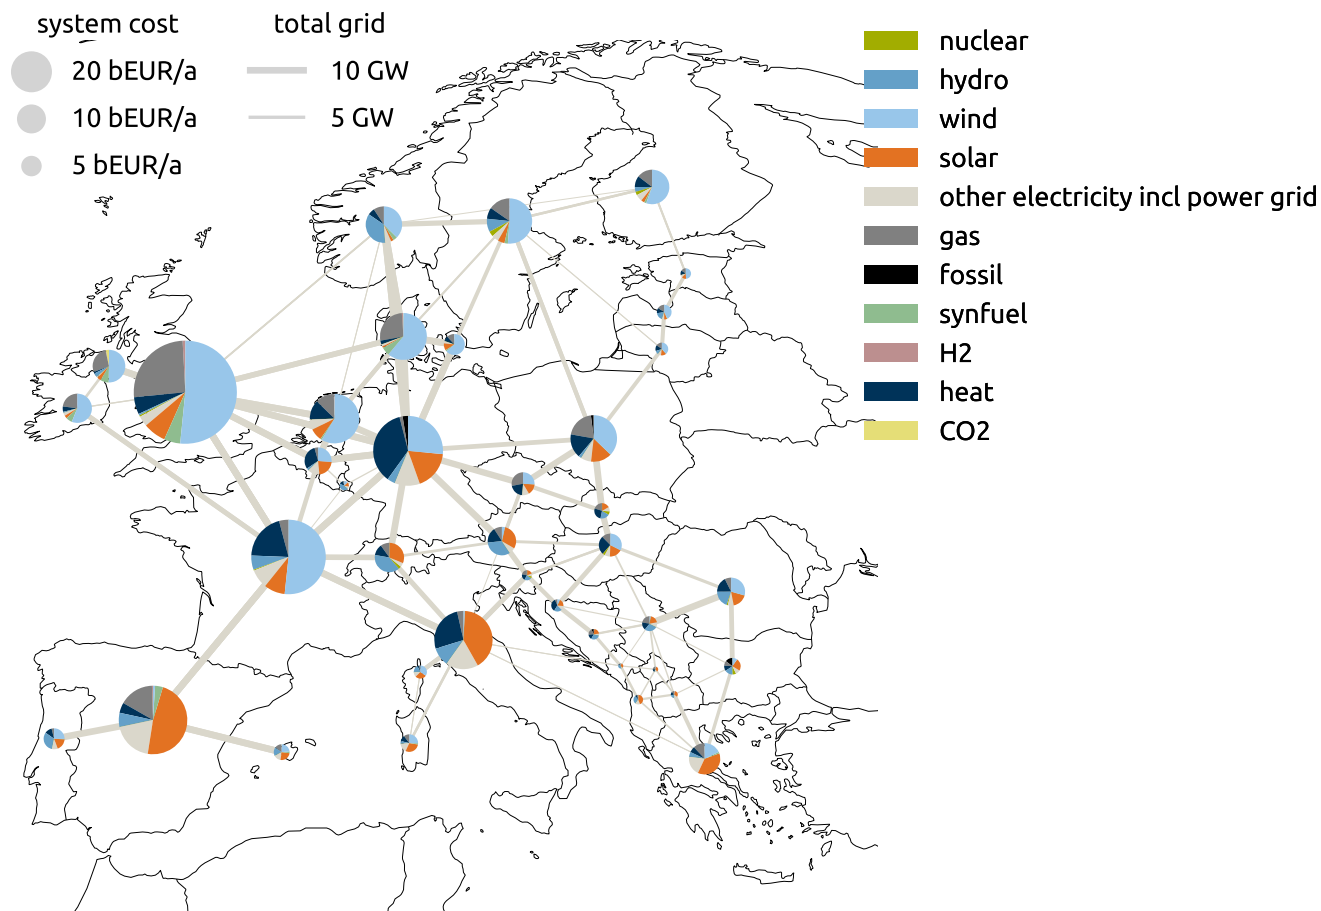 system cost
20 bEUR/a
10 bEUR/a
5 bEUR/a
total grid
10 GW
5 GW
nuclear
hydro
wind
solar
other electricity incl power grid
gas
fossil
synfuel
H2
heat
CO2